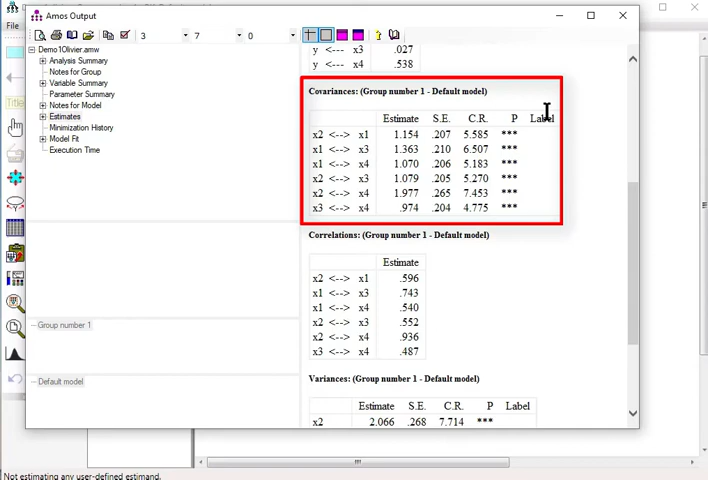 Amos Output
File
3 7 0
Title
Demo1Olivier.amw
Analysis Summary
Notes for Group
Variable Summary
Parameter Summary
Notes for Model
Estimates
Minimization History
Model Fit
Execution Time
Group number 1
Default model
y <--- x3 .027
y <--- x4 .538
Covariances: (Group number 1 - Default model)
Estimate S.E. C.R. P Label
x2 <--> x1 1.154 .207 5.585 ***
x1 <--> x3 1.363 .210 6.507 ***
x1 <--> x4 1.070 .206 5.183 ***
x2 <--> x3 1.079 .205 5.270 ***
x2 <--> x4 1.977 .265 7.453 ***
x3 <--> x4 .974 .204 4.775 ***
Correlations: (Group number 1 - Default model)
Estimate
x2 <--> x1 .596
x1 <--> x3 .743
x1 <--> x4 .540
x2 <--> x3 .552
x2 <--> x4 .936
x3 <--> x4 .487
Variances: (Group number 1 - Default model)
Estimate S.E. C.R. P Label
x2 2.066 .268 7.714 ***
Not estimating any user-defined estimand.